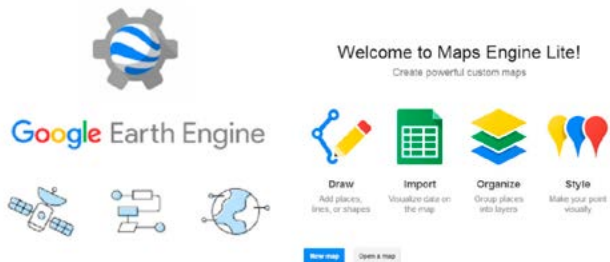 Google Earth Engine
Welcome to Maps Engine Lite!
Create powerful custom maps
Draw
Add places,
lines, or shapes
Import
Visualize data on
the map
Organize
Group places
into layers
Style
Make your point
visually
New map
Open a map